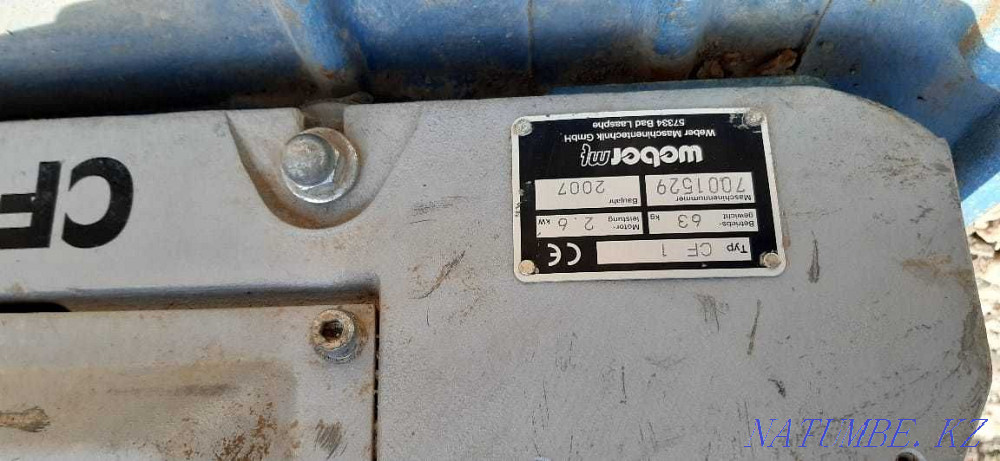 CF
Typ CF 1 CE
Betriebs-
gewicht 63 kg Motor-
leistung 2.6 kW
Maschinennummer Baujahr
7001529 2007
weber mt
Weber Maschinentechnik GmbH
57334 Bad Laasphe
NATUMBE.KZ